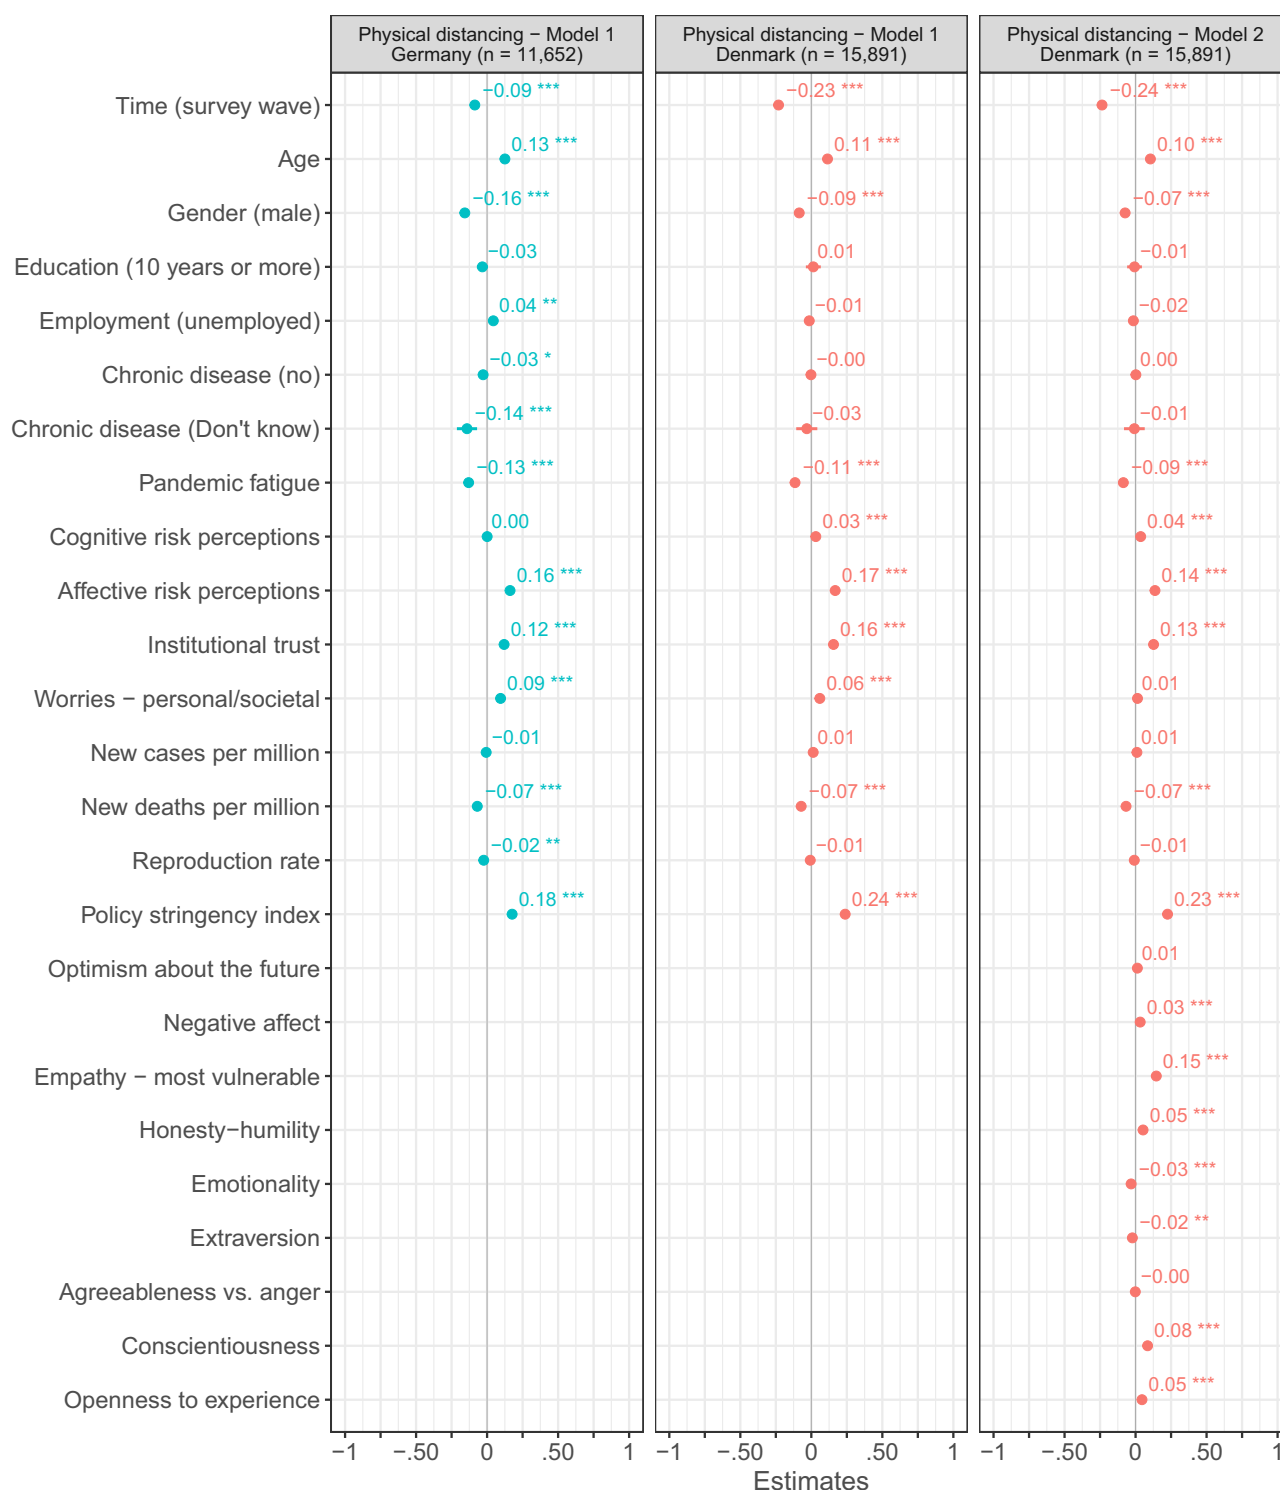 Physical distancing − Model 1
Germany (n = 11,652)
Physical distancing − Model 1
Denmark (n = 15,891)
Physical distancing − Model 2
Denmark (n = 15,891)
Time (survey wave) −0.09 *** −0.23 *** −0.24 ***
Age 0.13 *** 0.11 *** 0.10 ***
Gender (male) −0.16 *** −0.09 *** −0.07 ***
Education (10 years or more) −0.03 0.01 −0.01
Employment (unemployed) 0.04 ** −0.01 −0.02
Chronic disease (no) −0.03 * −0.00 0.00
Chronic disease (Don't know) −0.14 *** −0.03 −0.01
Pandemic fatigue −0.13 *** −0.11 *** −0.09 ***
Cognitive risk perceptions 0.00 0.03 *** 0.04 ***
Affective risk perceptions 0.16 *** 0.17 *** 0.14 ***
Institutional trust 0.12 *** 0.16 *** 0.13 ***
Worries − personal/societal 0.09 *** 0.06 *** 0.01
New cases per million −0.01 0.01 0.01
New deaths per million −0.07 *** −0.07 *** −0.07 ***
Reproduction rate −0.02 ** −0.01 −0.01
Policy stringency index 0.18 *** 0.24 *** 0.23 ***
Optimism about the future 0.01
Negative affect 0.03 ***
Empathy − most vulnerable 0.15 ***
Honesty−humility 0.05 ***
Emotionality −0.03 ***
Extraversion −0.02 **
Agreeableness vs. anger −0.00
Conscientiousness 0.08 ***
Openness to experience 0.05 ***
−1 −.50 0 .50 1 −1 −.50 0 .50 1 −1 −.50 0 .50 1
Estimates